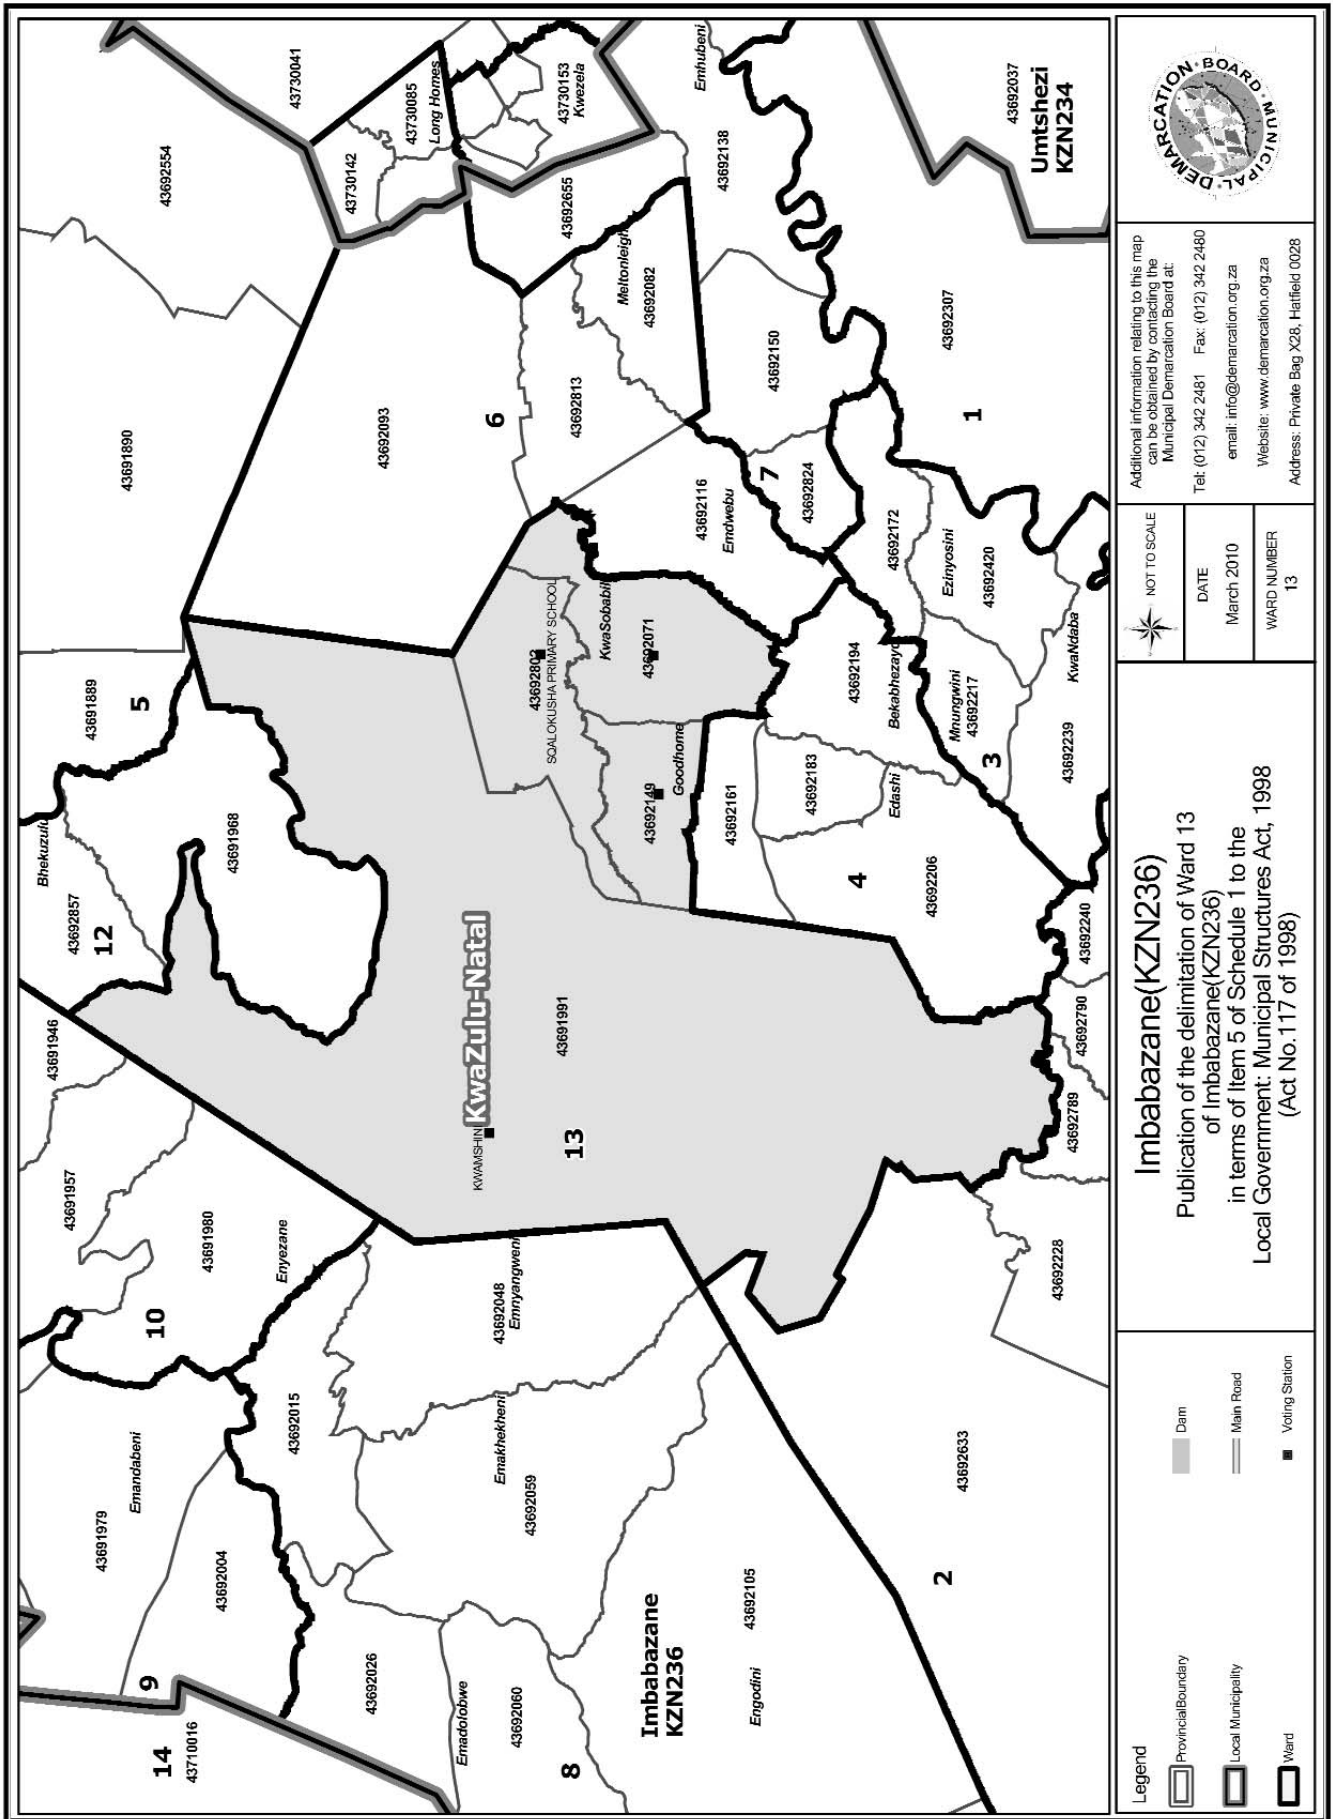 43692554
43730041
43730142
43730085
Long Homes
43730153
Kwezela
Emhubeni
43692138
43692037
Umtshezi
KZN234
43691890
43692093
43692655
Meltonleigh
43692082
6
43692813
43692150
43692307
1
43692116
Emdwebu
7
43692824
43692172
Ezinyosini
43692420
43691889
5
SQALOKUSHA PRIMARY SCHOOL
KwaSobabili
43692071
43692194
Bekabhezayo
Mnungwini
43692217
3
KwaNdaba
43692239
Bhekuzulu
43692857
12
43691968
43692149
Goodhome
43692161
43692183
Edashi
4
43692206
43692240
43691946
KwaZulu-Natal
43691991
KWAMSHINI
13
43692790
43692789
43691957
43691980
Enyezane
10
43692048
Emnyangweni
43692228
43691979
Emandabeni
43692004
43692015
Emakhekheni
43692059
43692633
2
9
14
43710016
43692026
Emadolobwe
43692060
8
Imbabazane
KZN236
43692105
Engodini
Legend
ProvincialBoundary
Local Municipality
Ward
Dam
Main Road
Voting Station
Imbabazane(KZN236)
Publication of the delimitation of Ward 13
of Imbabazane(KZN236)
in terms of Item 5 of Schedule 1 to the
Local Government: Municipal Structures Act, 1998
(Act No.117 of 1998)
NOT TO SCALE
DATE
March 2010
WARD NUMBER
13
Additional information relating to this map
can be obtained by contacting the
Municipal Demarcation Board at:
Tel: (012) 342 2481 Fax: (012) 342 2480
email: info@demarcation.org.za
Website: www.demarcation.org.za
Address: Private Bag X28, Hatfield 0028
MUNICIPAL DEMARCATION BOARD